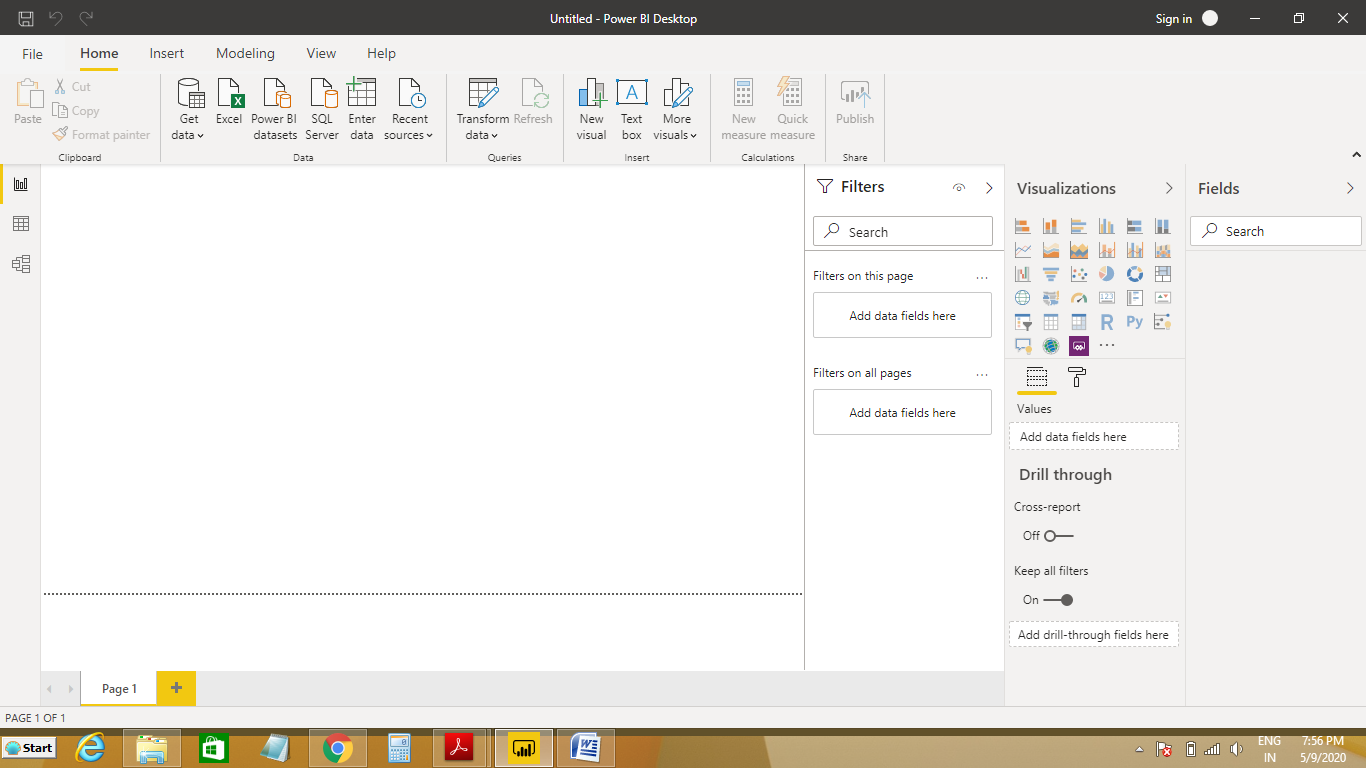 Untitled - Power BI Desktop
Sign in
File
Home
Insert
Modeling
View
Help
Paste
Cut
Copy
Format painter
Clipboard
Get
data
Excel
Power BI
datasets
SQL
Server
Enter
data
Recent
sources
Data
Transform
data
Refresh
Queries
New
visual
Text
box
More
visuals
Insert
New
measure
Quick
measure
Calculations
Publish
Share
Filters
Search
Filters on this page
...
Add data fields here
Filters on all pages
...
Add data fields here
Visualizations
123
R
Py
...
Values
Add data fields here
Drill through
Cross-report
Off
Keep all filters
On
Add drill-through fields here
Fields
Search
Page 1
PAGE 1 OF 1
Start
ENG
IN
7:56 PM
5/9/2020